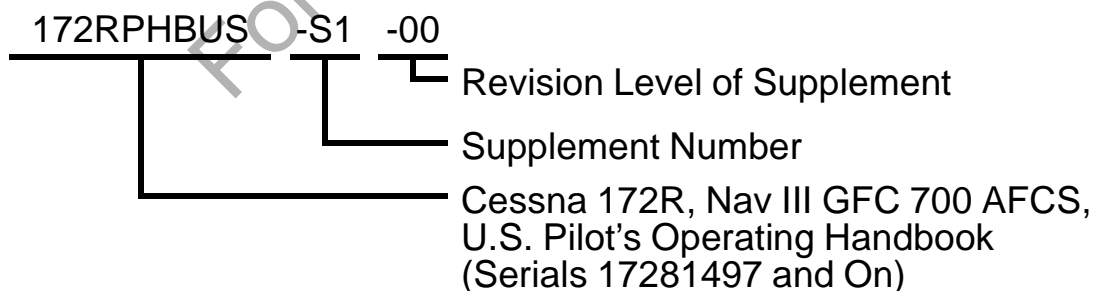 172RPHBUS -S1 -00
Revision Level of Supplement
Supplement Number
Cessna 172R, Nav III GFC 700 AFCS,
U.S. Pilot's Operating Handbook
(Serials 17281497 and On)